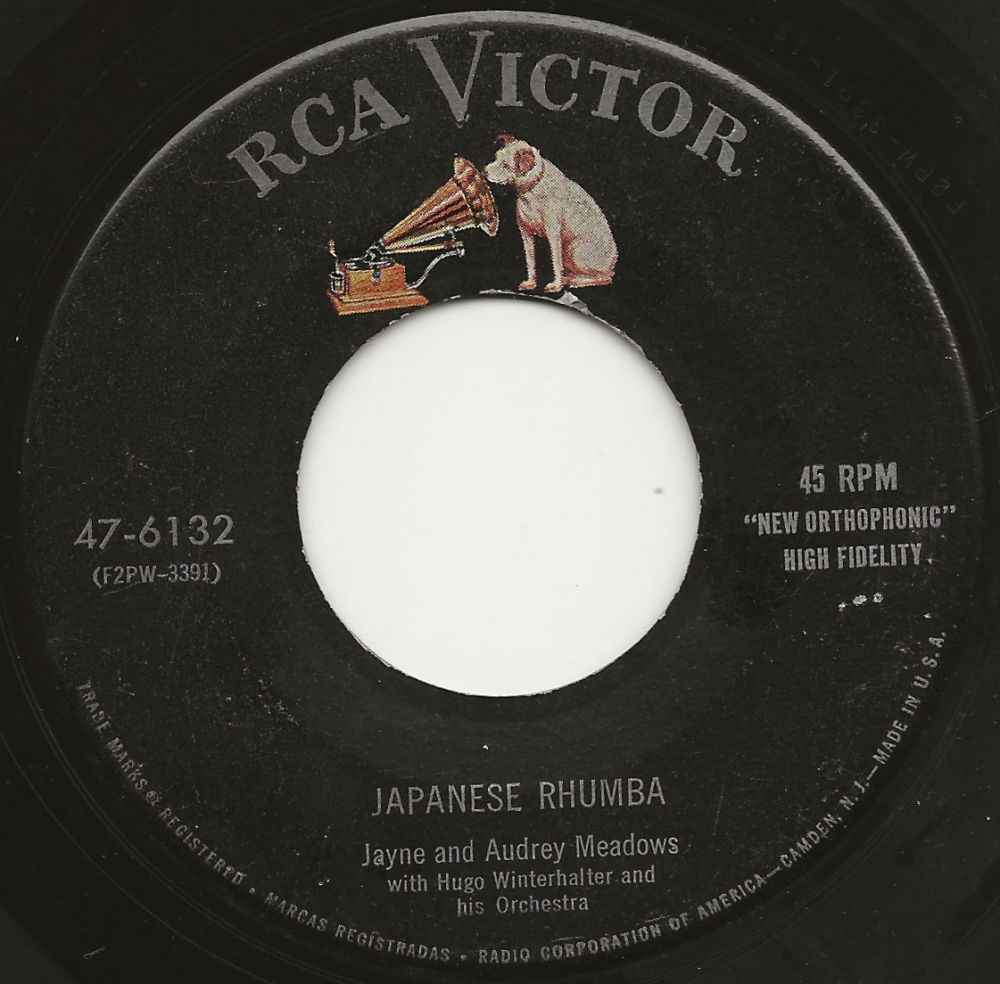 RCA VICTOR
45 RPM
"NEW ORTHOPHONIC"
HIGH FIDELITY
47-6132
(F2PW-3391)
JAPANESE RHUMBA
Jayne and Audrey Meadows
with Hugo Winterhalter and
his Orchestra
TRADE MARKS ® REGISTERED • MARCAS REGISTRADAS • RADIO CORPORATION OF AMERICA—CAMDEN, N. J.—MADE IN U. S. A.